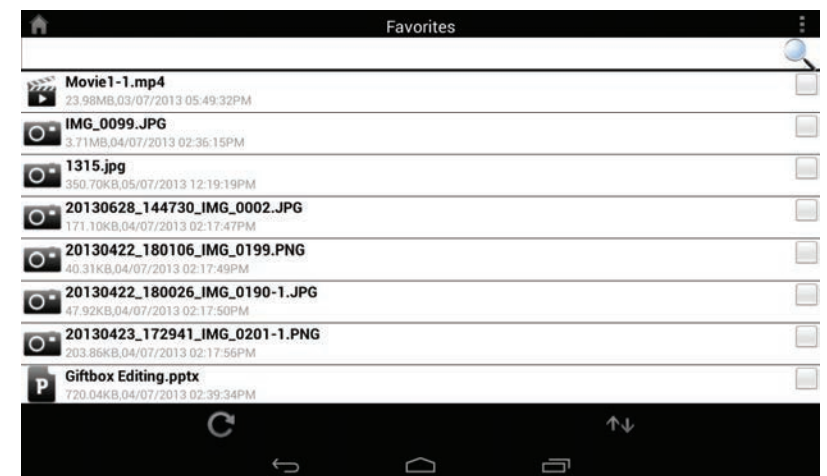 Favorites
Movie1-1.mp4
23.98MB,03/07/2013 05:49:32PM
IMG_0099.JPG
3.71MB,04/07/2013 02:36:15PM
1315.jpg
350.70KB,05/07/2013 12:19:19PM
20130628_144730_IMG_0002.JPG
171.10KB,04/07/2013 02:17:47PM
20130422_180106_IMG_0199.PNG
40.31KB,04/07/2013 02:17:49PM
20130422_180026_IMG_0190-1.JPG
47.92KB,04/07/2013 02:17:50PM
20130423_172941_IMG_0201-1.PNG
203.86KB,04/07/2013 02:17:56PM
P
Giftbox Editing.pptx
720.04KB,04/07/2013 02:39:34PM